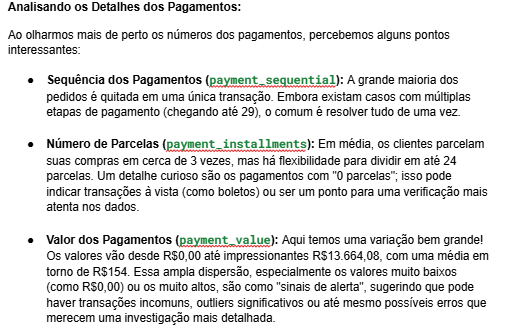 Analisando os Detalhes dos Pagamentos:
Ao olharmos mais de perto os números dos pagamentos, percebemos alguns pontos
interessantes:
● Sequência dos Pagamentos (payment_sequential): A grande maioria dos
pedidos é quitada em uma única transação. Embora existam casos com múltiplas
etapas de pagamento (chegando até 29), o comum é resolver tudo de uma vez.
● Número de Parcelas (payment_installments): Em média, os clientes parcelam
suas compras em cerca de 3 vezes, mas há flexibilidade para dividir em até 24
parcelas. Um detalhe curioso são os pagamentos com "0 parcelas"; isso pode
indicar transações à vista (como boletos) ou ser um ponto para uma verificação mais
atenta nos dados.
● Valor dos Pagamentos (payment_value): Aqui temos uma variação bem grande!
Os valores vão desde R$0,00 até impressionantes R$13.664,08, com uma média em
torno de R$154. Essa ampla dispersão, especialmente os valores muito baixos
(como R$0,00) ou os muito altos, são como "sinais de alerta", sugerindo que pode
haver transações incomuns, outliers significativos ou até mesmo possíveis erros que
merecem uma investigação mais detalhada.